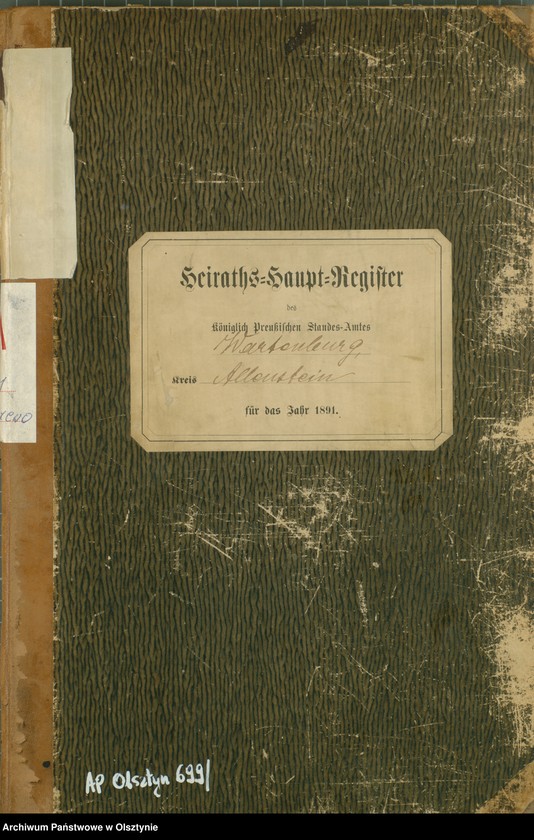 Heiraths-Haupt-Register
des
Königlich Preußischen Standes-Amtes
Wartenburg
Kreis Allenstein
für das Jahr 1891.
AP Olsztyn 699/
Archiwum Państwowe w Olsztynie